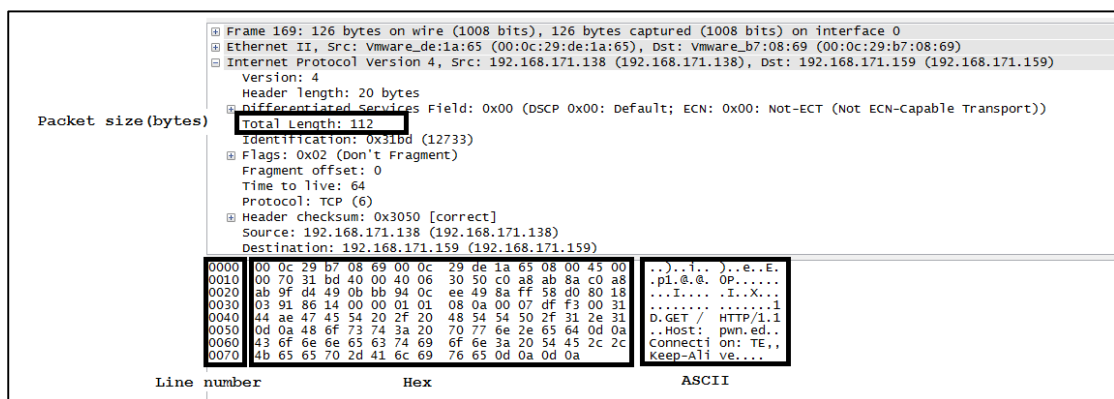 Frame 169: 126 bytes on wire (1008 bits), 126 bytes captured (1008 bits) on interface 0
Ethernet II, Src: Vmware_de:1a:65 (00:0c:29:de:1a:65), Dst: Vmware_b7:08:69 (00:0c:29:b7:08:69)
Internet Protocol Version 4, Src: 192.168.171.138 (192.168.171.138), Dst: 192.168.171.159 (192.168.171.159)
Version: 4
Header length: 20 bytes
Differentiated Services Field: 0x00 (DSCP 0x00: Default; ECN: 0x00: Not-ECT (Not ECN-Capable Transport))
Packet size(bytes) Total Length: 112
Identification: 0x31bd (12733)
Flags: 0x02 (Don't Fragment)
Fragment offset: 0
Time to live: 64
Protocol: TCP (6)
Header checksum: 0x3050 [correct]
Source: 192.168.171.138 (192.168.171.138)
Destination: 192.168.171.159 (192.168.171.159)
0000 00 0c 29 b7 08 69 00 0c 29 de 1a 65 08 00 45 00 ..)..i.. )..e..E.
0010 00 70 31 bd 40 00 40 06 30 50 c0 a8 ab 8a c0 a8 .p1.@.@. 0P......
0020 ab 9f d4 49 0b bb 94 0c ee 49 8a ff 58 d0 80 18 ...I.... .I..X...
0030 03 91 86 14 00 00 01 01 08 0a 00 07 df f3 00 31 ........ .......1
0040 44 ae 47 45 54 20 2f 20 48 54 54 50 2f 31 2e 31 D.GET / HTTP/1.1
0050 0d 0a 48 6f 73 74 3a 20 70 77 6e 2e 65 64 0d 0a ..Host: pwn.ed..
0060 43 6f 6e 6e 65 63 74 69 6f 6e 3a 20 54 45 2c 2c Connecti on: TE,,
0070 4b 65 65 70 2d 41 6c 69 76 65 0d 0a 0d 0a Keep-Ali ve....
Line number Hex ASCII